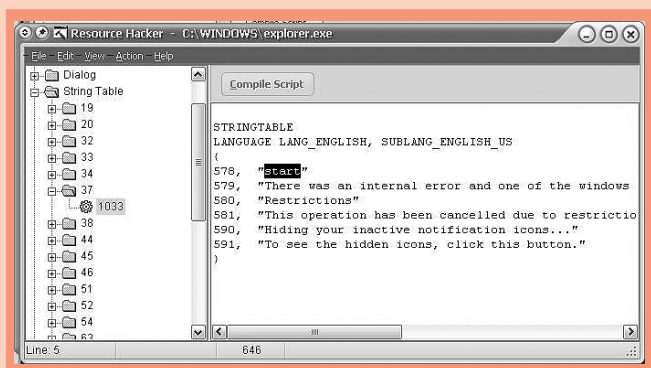 Resource Hacker - C:\WINDOWS\explorer.exe
File Edit View Action Help
Dialog
String Table
19
20
32
33
34
37
1033
38
44
45
46
51
52
54
63
Compile Script
STRINGTABLE
LANGUAGE LANG_ENGLISH, SUBLANG_ENGLISH_US
{
578, "start"
579, "There was an internal error and one of the windows
580, "Restrictions"
581, "This operation has been cancelled due to restrictio
590, "Hiding your inactive notification icons..."
591, "To see the hidden icons, click this button."
}
Line: 5
646